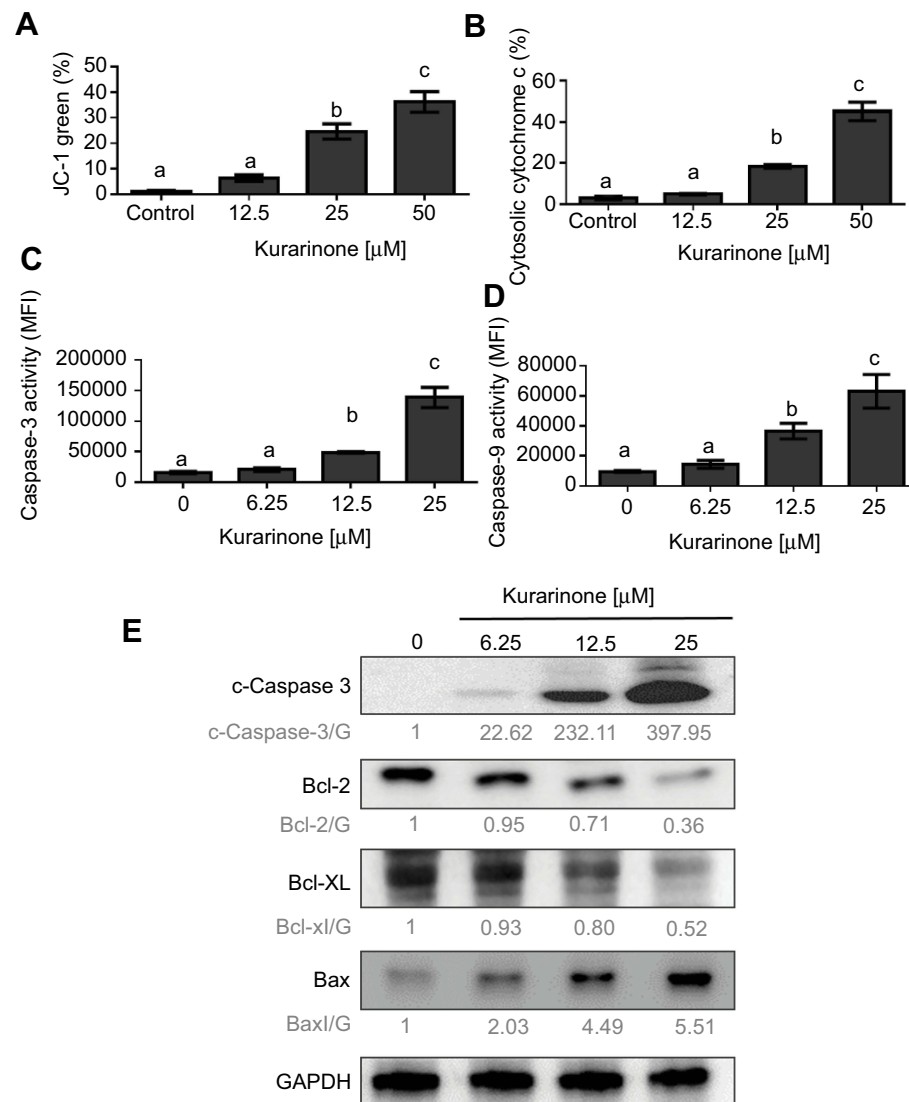 A
JC-1 green (%)
50
40
30
20
10
0
a
a
b
c
Control 12.5 25 50
Kurarinone [μM]
B
Cytosolic cytochrome c (%)
60
40
20
0
a
a
b
c
Control 12.5 25 50
Kurarinone [μM]
C
Caspase-3 activity (MFI)
200000
150000
100000
50000
0
a
a
b
c
0 6.25 12.5 25
Kurarinone [μM]
D
Caspase-9 activity (MFI)
80000
60000
40000
20000
0
a
a
b
c
0 6.25 12.5 25
Kurarinone [μM]
E
Kurarinone [μM]
0 6.25 12.5 25
c-Caspase 3
c-Caspase-3/G 1 22.62 232.11 397.95
Bcl-2
Bcl-2/G 1 0.95 0.71 0.36
Bcl-XL
Bcl-xl/G 1 0.93 0.80 0.52
Bax
BaxI/G 1 2.03 4.49 5.51
GAPDH